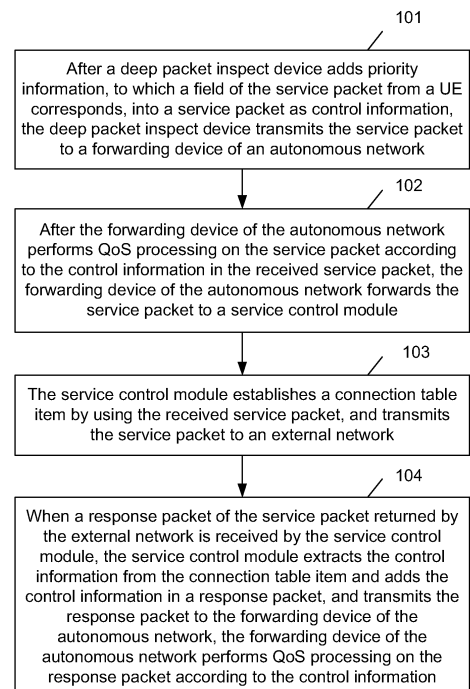 101
After a deep packet inspect device adds priority
information, to which a field of the service packet from a UE
corresponds, into a service packet as control information,
the deep packet inspect device transmits the service packet
to a forwarding device of an autonomous network
102
After the forwarding device of the autonomous network
performs QoS processing on the service packet according
to the control information in the received service packet, the
forwarding device of the autonomous network forwards the
service packet to a service control module
103
The service control module establishes a connection table
item by using the received service packet, and transmits
the service packet to an external network
104
When a response packet of the service packet returned by
the external network is received by the service control
module, the service control module extracts the control
information from the connection table item and adds the
control information in a response packet, and transmits the
response packet to the forwarding device of the
autonomous network, the forwarding device of the
autonomous network performs QoS processing on the
response packet according to the control information